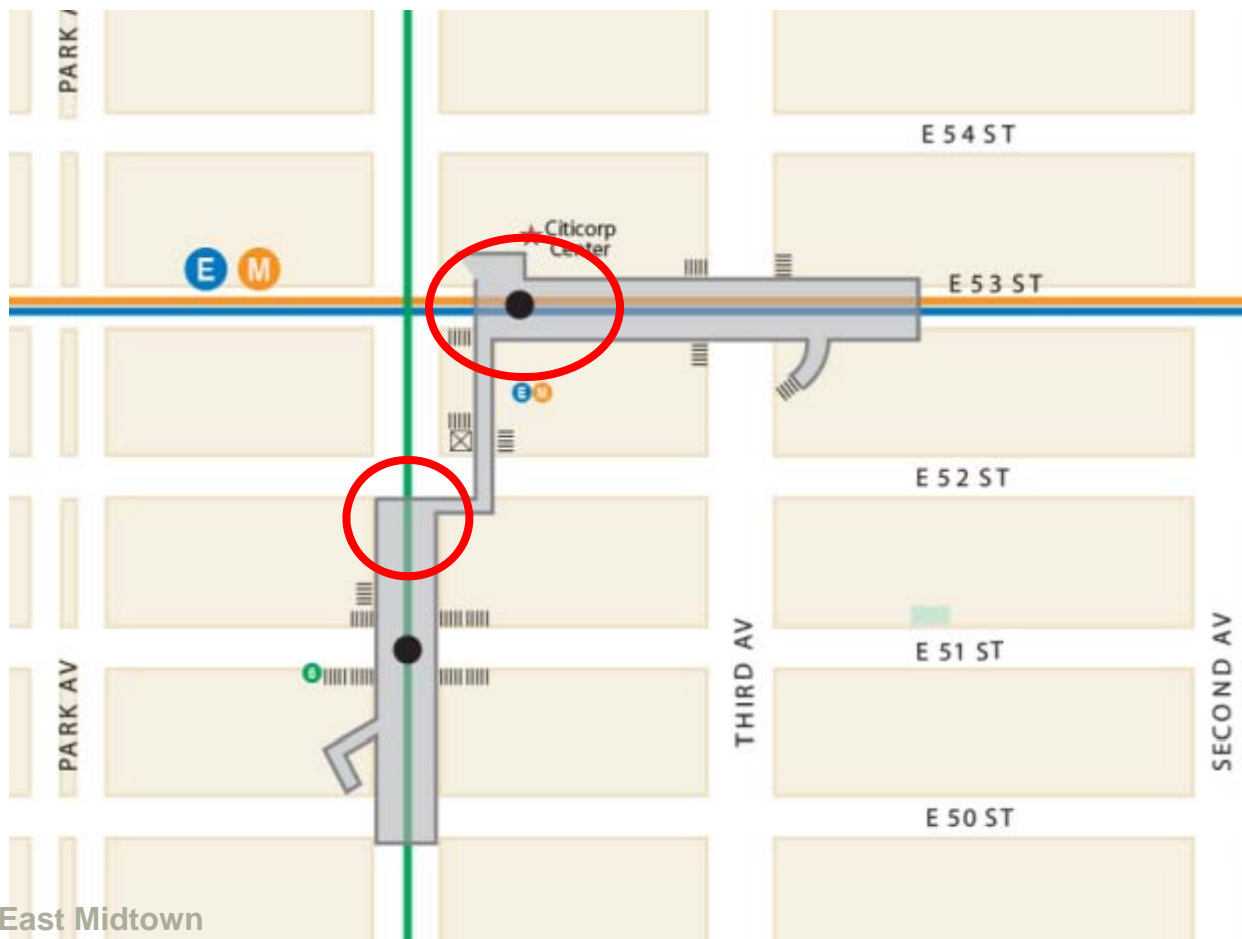 PARK A
E 54 ST
Citicorp
Center
E M
E 53 ST
E M
E 52 ST
E 51 ST
6
PARK AV
THIRD AV
SECOND AV
E 50 ST
East Midtown